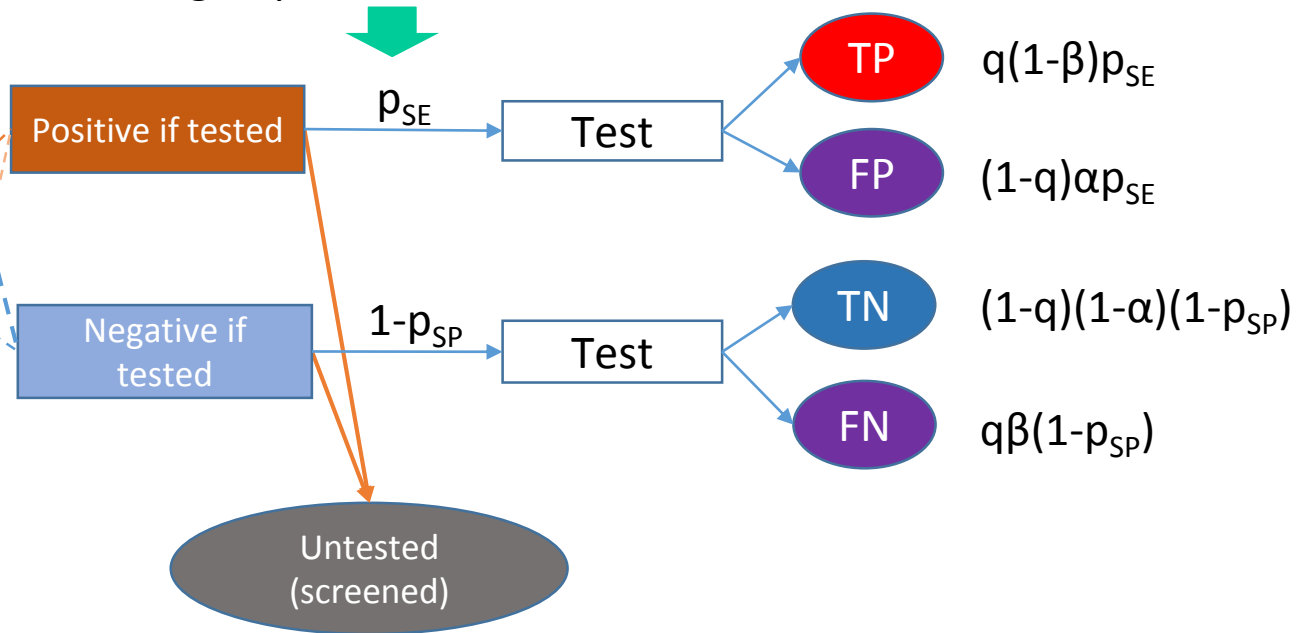 TP
q(1-β)pSE
Positive if tested
pSE
Test
FP
(1-q)αpSE
TN
(1-q)(1-α)(1-pSP)
Negative if
tested
1-pSP
Test
FN
qβ(1-pSP)
Untested
(screened)